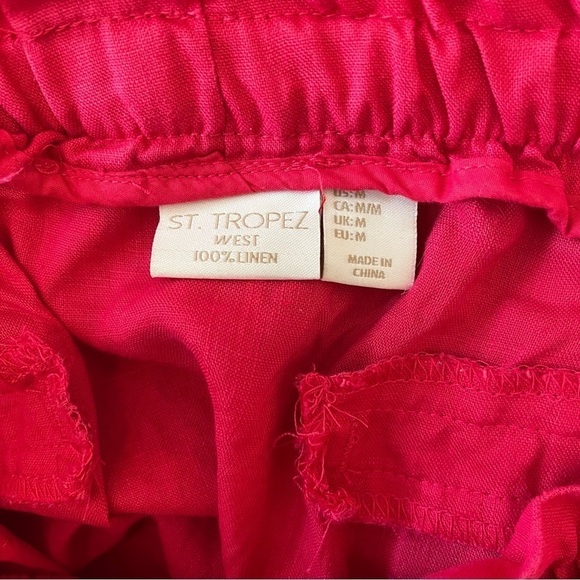 ST. TROPEZ
WEST
100% LINEN
US:M
CA: M/M
UK:M
EU:M
MADE IN
CHINA